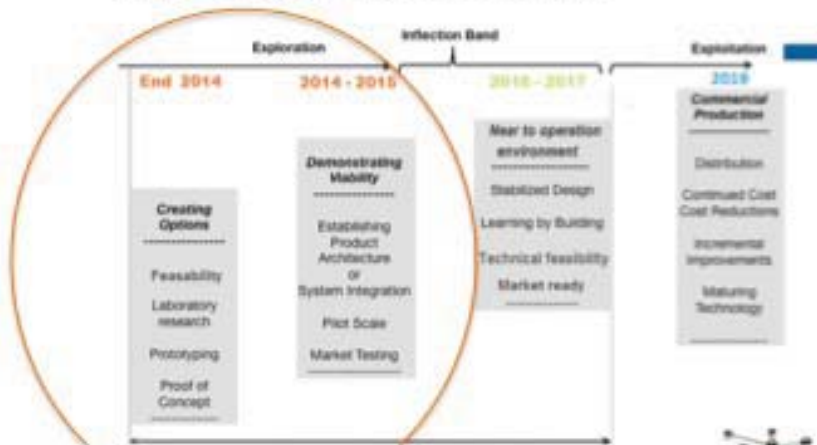 Exploration
Inflection Band
Exploitation
End 2014
2014 - 2015
2016 - 2017
Creating
Options
Feasability
Laboratory
research
Prototyping
Proof of
Concept
Demonstrating
Viability
Establishing
Product
Architecture
or
System Integration
Pilot Scale
Market Testing
Near to operation
environment
Stabilized Design
Learning by Building
Technical feasibility
Market ready
Commercial
Production
Distribution
Continued Cost
Cost Reductions
Incremental
Improvements
Maturing
Technology